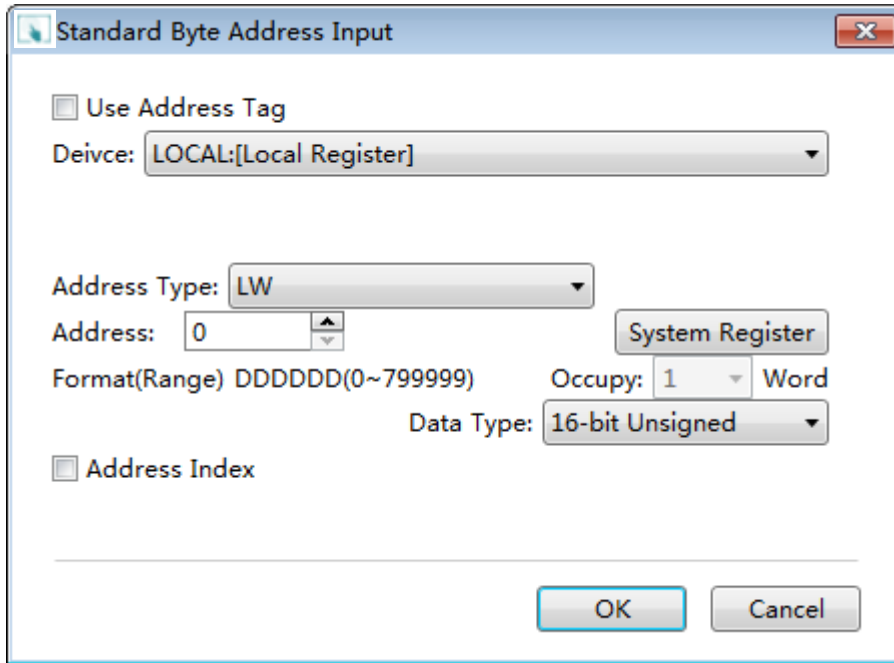 Standard Byte Address Input
Use Address Tag
Deivce: LOCAL:[Local Register]
Address Type: LW
Address: 0 System Register
Format(Range) DDDDDD(0~799999) Occupy: 1 Word
Data Type: 16-bit Unsigned
Address Index
OK Cancel